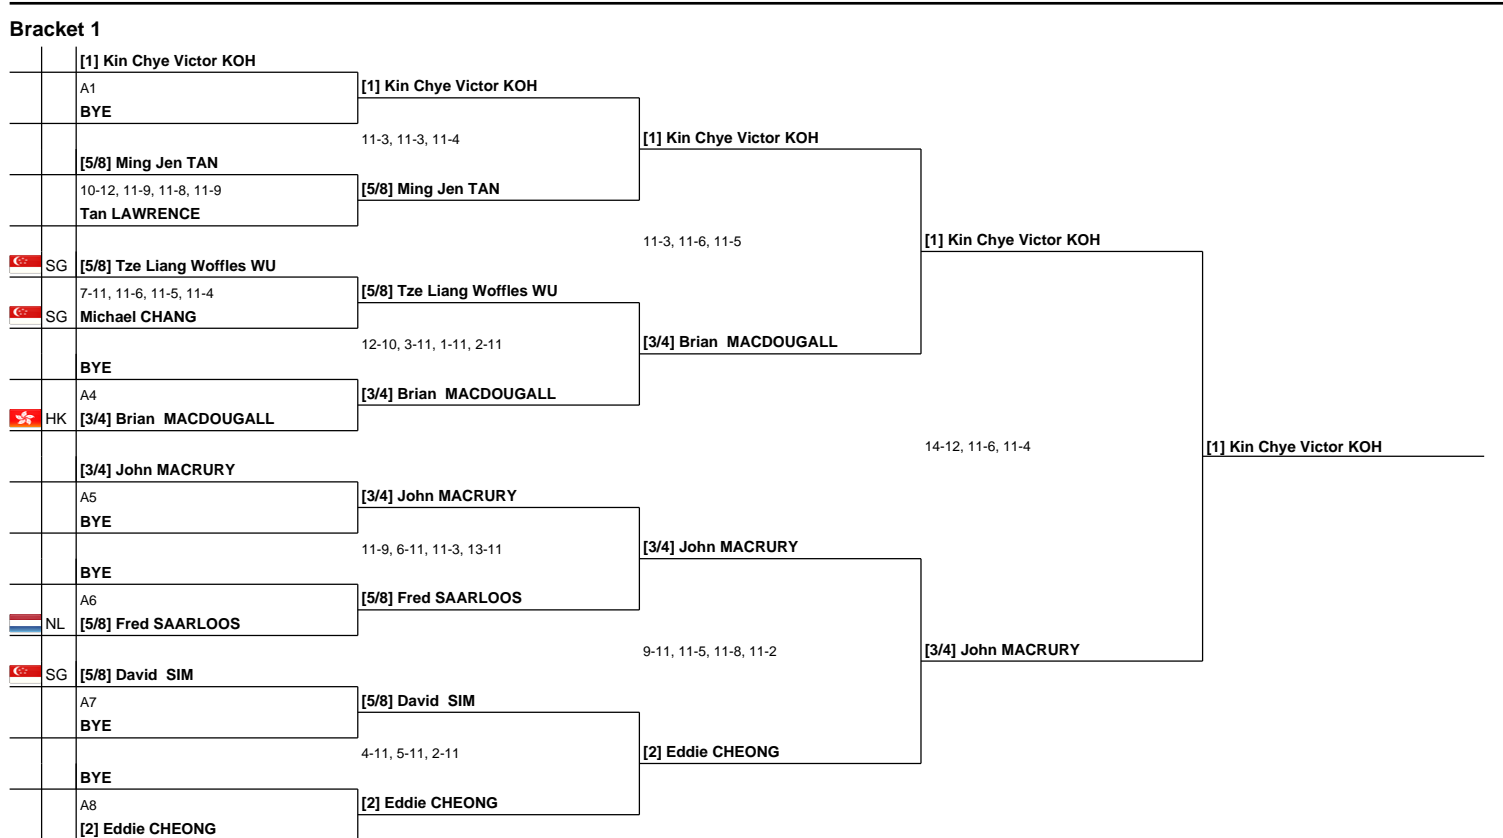 Bracket 1
[1] Kin Chye Victor KOH
A1
[1] Kin Chye Victor KOH
BYE
11-3, 11-3, 11-4
[1] Kin Chye Victor KOH
[5/8] Ming Jen TAN
10-12, 11-9, 11-8, 11-9
[5/8] Ming Jen TAN
Tan LAWRENCE
11-3, 11-6, 11-5
[1] Kin Chye Victor KOH
SG [5/8] Tze Liang Woffles WU
7-11, 11-6, 11-5, 11-4
[5/8] Tze Liang Woffles WU
SG Michael CHANG
12-10, 3-11, 1-11, 2-11
[3/4] Brian MACDOUGALL
BYE
A4
[3/4] Brian MACDOUGALL
HK [3/4] Brian MACDOUGALL
14-12, 11-6, 11-4
[1] Kin Chye Victor KOH
[3/4] John MACRURY
A5
[3/4] John MACRURY
BYE
11-9, 6-11, 11-3, 13-11
[3/4] John MACRURY
BYE
A6
[5/8] Fred SAARLOOS
NL [5/8] Fred SAARLOOS
9-11, 11-5, 11-8, 11-2
[3/4] John MACRURY
SG [5/8] David SIM
A7
[5/8] David SIM
BYE
4-11, 5-11, 2-11
[2] Eddie CHEONG
BYE
A8
[2] Eddie CHEONG
[2] Eddie CHEONG